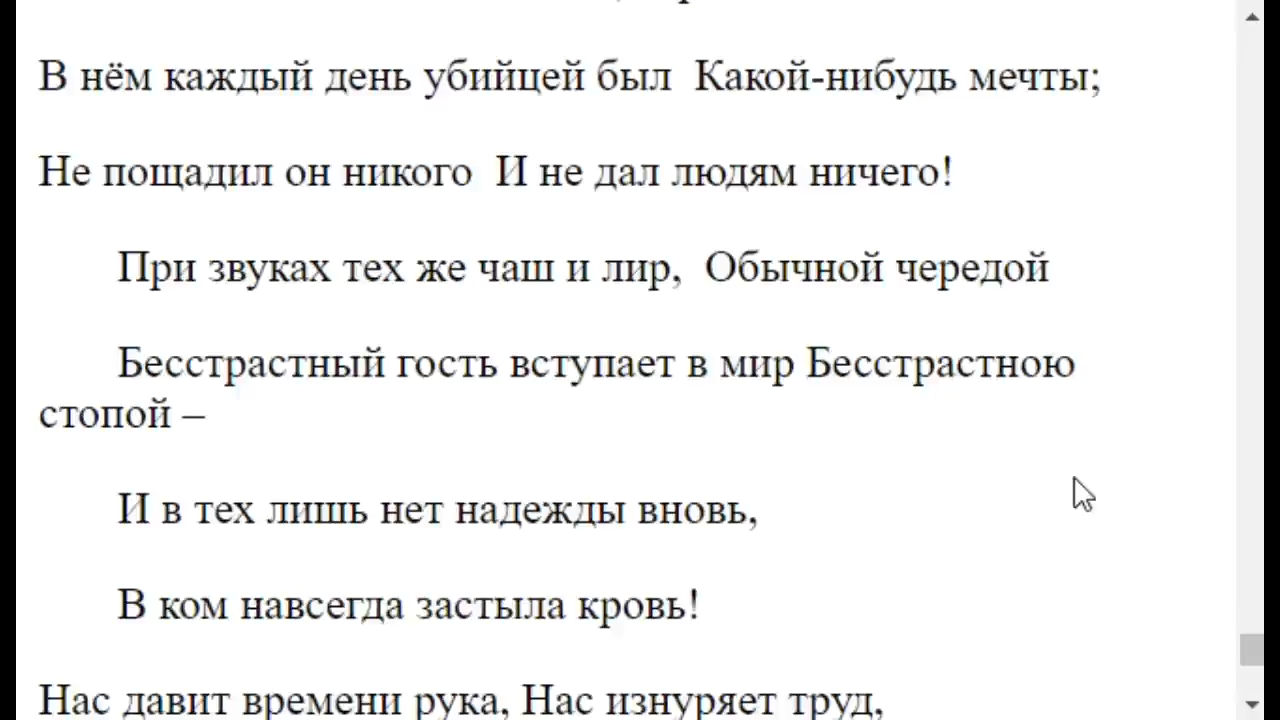 В нём каждый день убийцей был  Какой-нибудь мечты;
Не пощадил он никого  И не дал людям ничего!
При звуках тех же чаш и лир,  Обычной чередой
Бесстрастный гость вступает в мир Бесстрастною
стопой –
И в тех лишь нет надежды вновь,
В ком навсегда застыла кровь!
Нас давит времени рука, Нас изнуряет труд,